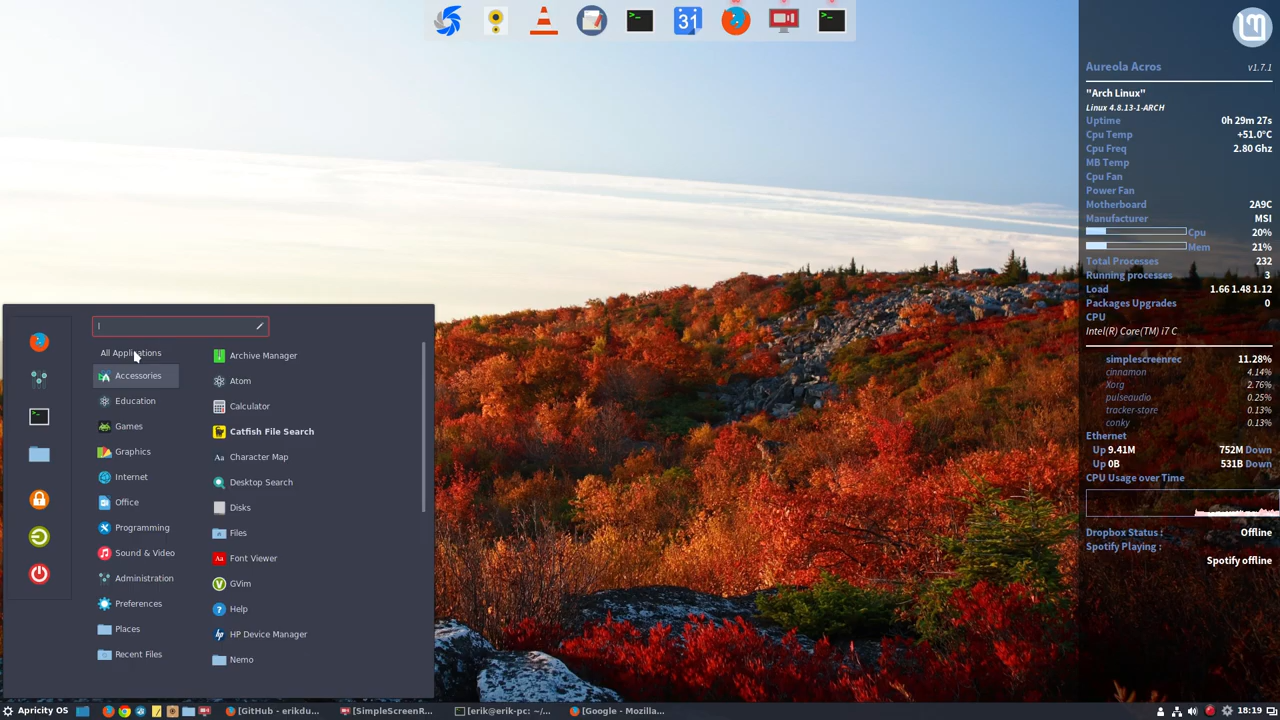 31
Aureola Acros v1.7.1
"Arch Linux"
Linux 4.8.13-1-ARCH
Uptime 0h 29m 27s
Cpu Temp +51.0°C
Cpu Freq 2.80 Ghz
MB Temp
Cpu Fan
Power Fan
Motherboard 2A9C
Manufacturer MSI
Cpu 20%
Mem 21%
Total Processes 232
Running processes 3
Load 1.66 1.48 1.12
Packages Upgrades 0
CPU
Intel(R) Core(TM) i7 C
simplescreenrec 11.28%
cinnamon 4.14%
Xorg 2.76%
pulseaudio 0.25%
tracker-store 0.13%
conky 0.13%
Ethernet
Up 9.41M 752M Down
Up 0B 531B Down
CPU Usage over Time
Dropbox Status : Offline
Spotify Playing :
Spotify offline
All Applications
Accessories
Education
Games
Graphics
Internet
Office
Programming
Sound & Video
Administration
Preferences
Places
Recent Files
Archive Manager
Atom
Calculator
Catfish File Search
Character Map
Desktop Search
Disks
Files
Font Viewer
GVim
Help
HP Device Manager
Nemo
Apricity OS [GitHub - erikdu... [SimpleScreenR... [erik@erik-pc: ~/... [Google - Mozilla... 18:19